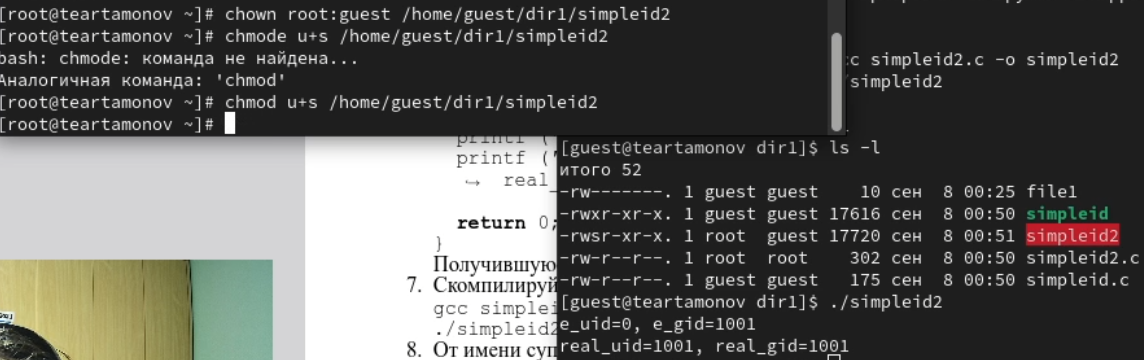 [root@teartamonov ~]# chown root:guest /home/guest/dir1/simpleid2
[root@teartamonov ~]# chmode u+s /home/guest/dir1/simpleid2
bash: chmode: команда не найдена...
Аналогичная команда: 'chmod'
[root@teartamonov ~]# chmod u+s /home/guest/dir1/simpleid2
[root@teartamonov ~]#
simpleid2.c -o simpleid2
simpleid2
[guest@teartamonov dir1]$ ls -l
итого 52
-rw-------. 1 guest guest 10 сен 8 00:25 file1
-rwxr-xr-x. 1 guest guest 17616 сен 8 00:50 simpleid
-rwsr-xr-x. 1 root guest 17720 сен 8 00:51 simpleid2
-rw-r--r--. 1 root root 302 сен 8 00:50 simpleid2.c
-rw-r--r--. 1 guest guest 175 сен 8 00:50 simpleid.c
[guest@teartamonov dir1]$ ./simpleid2
e_uid=0, e_gid=1001
real_uid=1001, real_gid=1001
printf (
printf ("
↪ real_
return 0;
}
Получившую
7. Скомпилируй
gcc simplei
./simpleid2
8. От имени суп